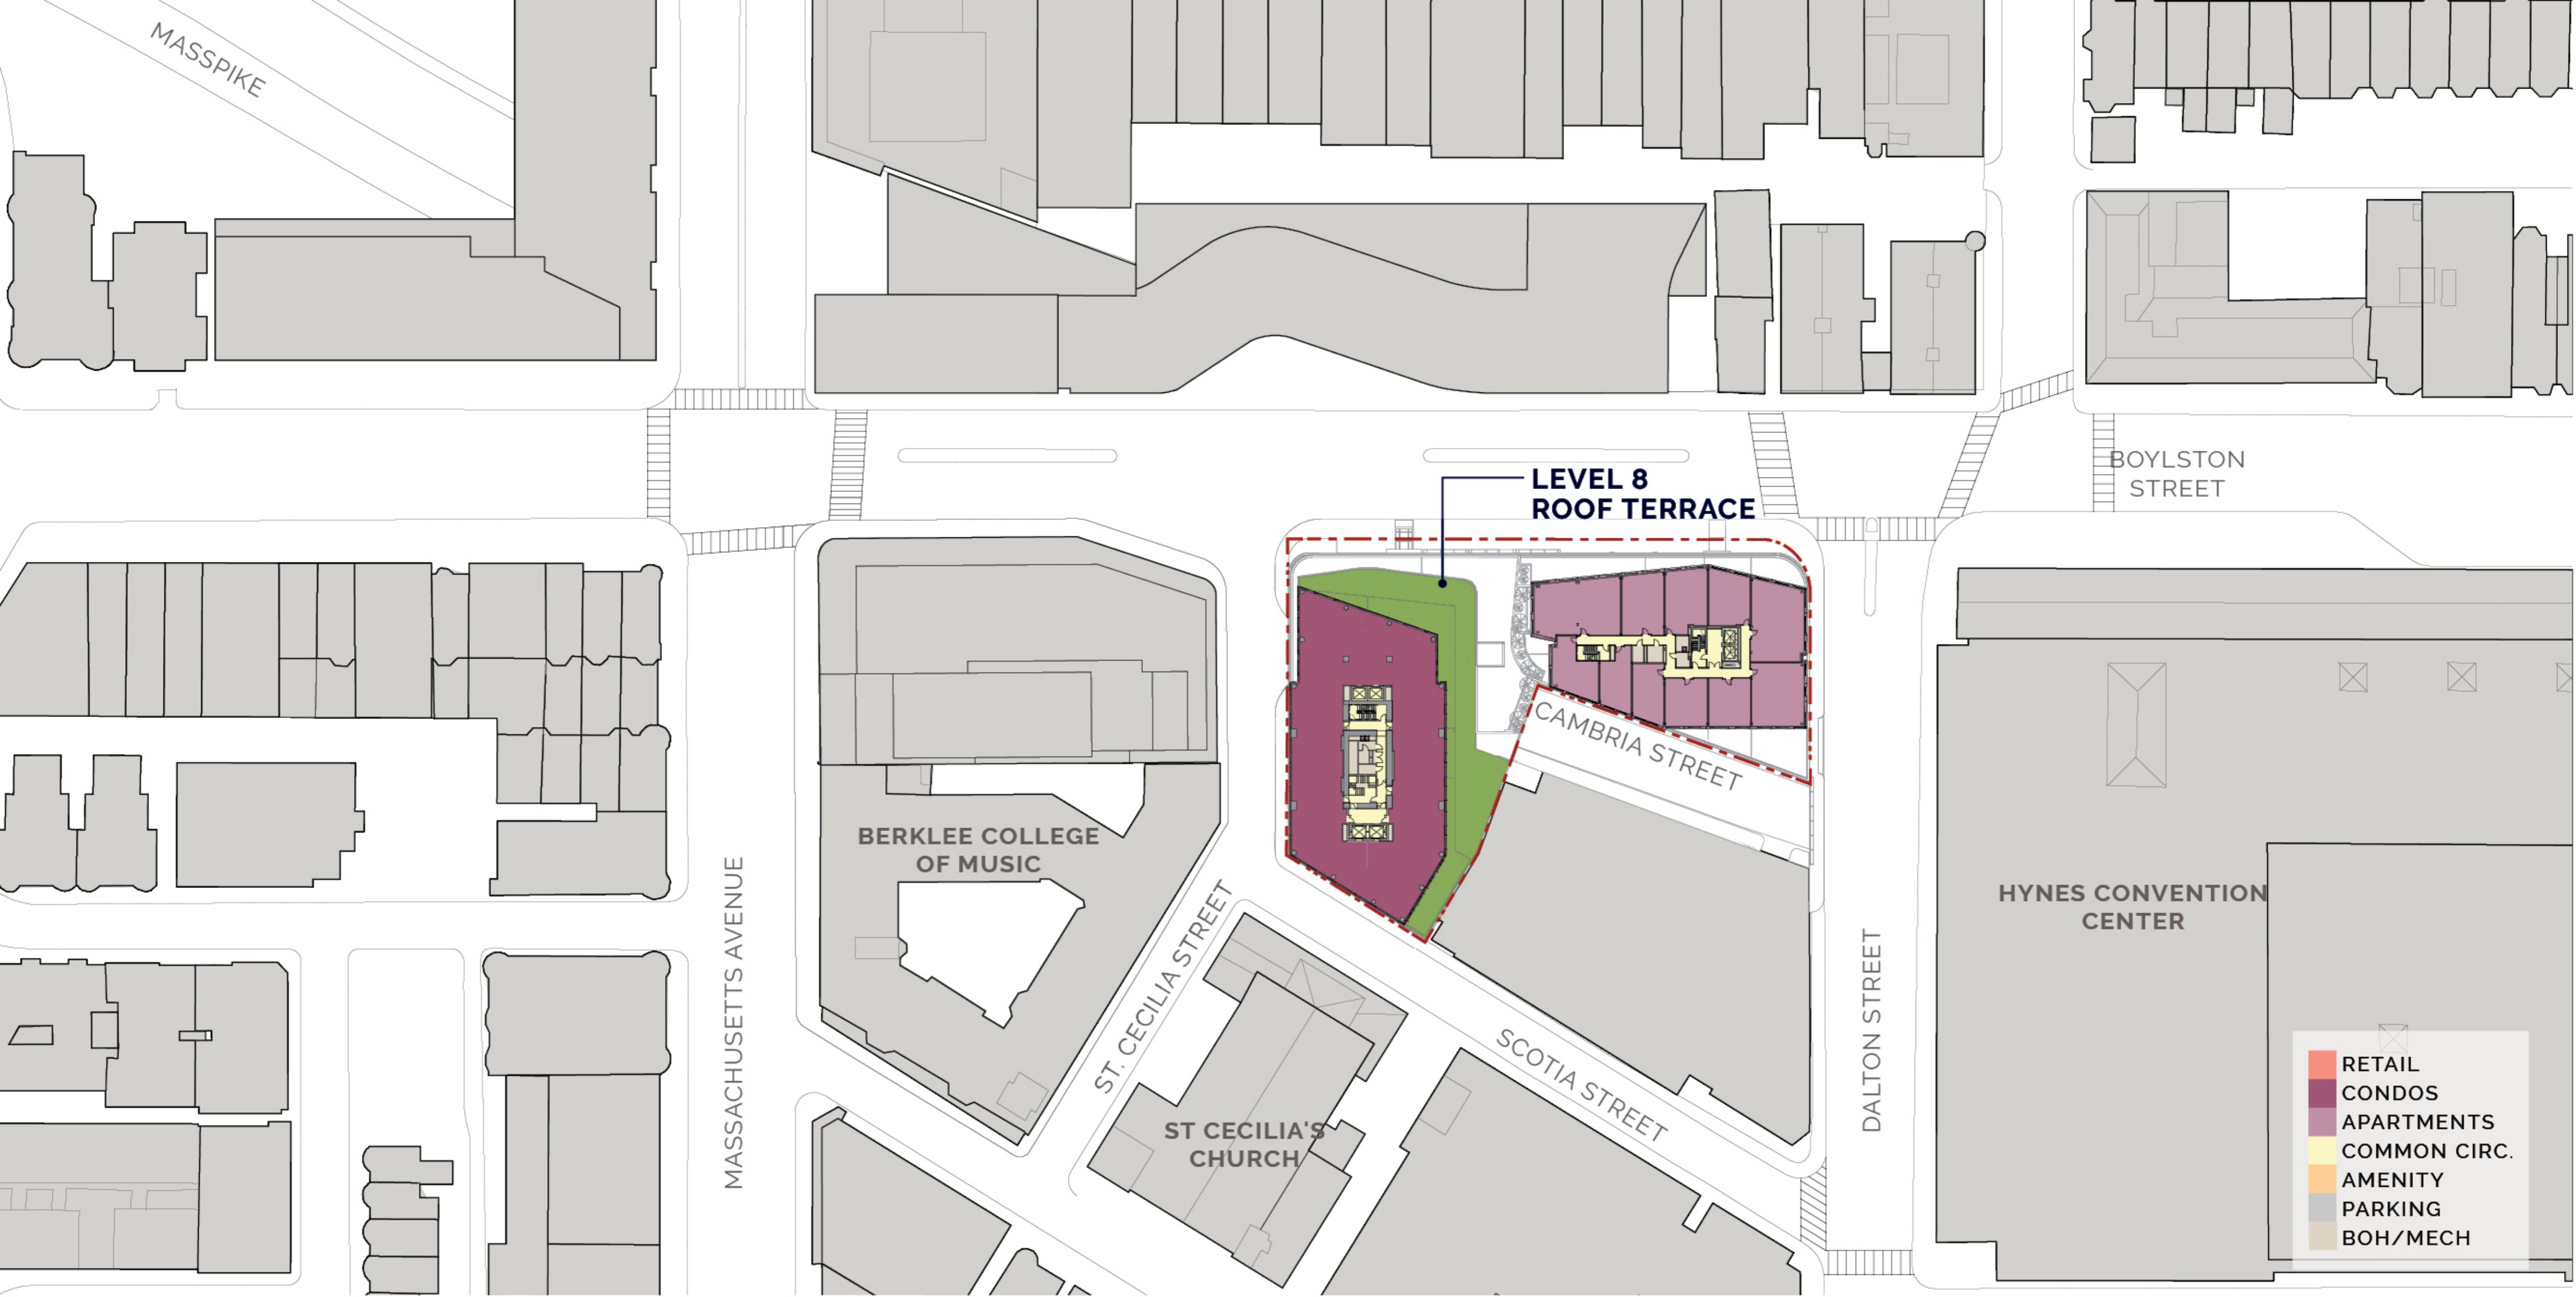 MASSPIKE
LEVEL 8
ROOF TERRACE
BOYLSTON
STREET
CAMBRIA STREET
BERKLEE COLLEGE
OF MUSIC
MASSACHUSETTS AVENUE
ST. CECILIA STREET
HYNES CONVENTION
CENTER
DALTON STREET
SCOTIA STREET
ST CECILIA'S
CHURCH
RETAIL
CONDOS
APARTMENTS
COMMON CIRC.
AMENITY
PARKING
BOH/MECH